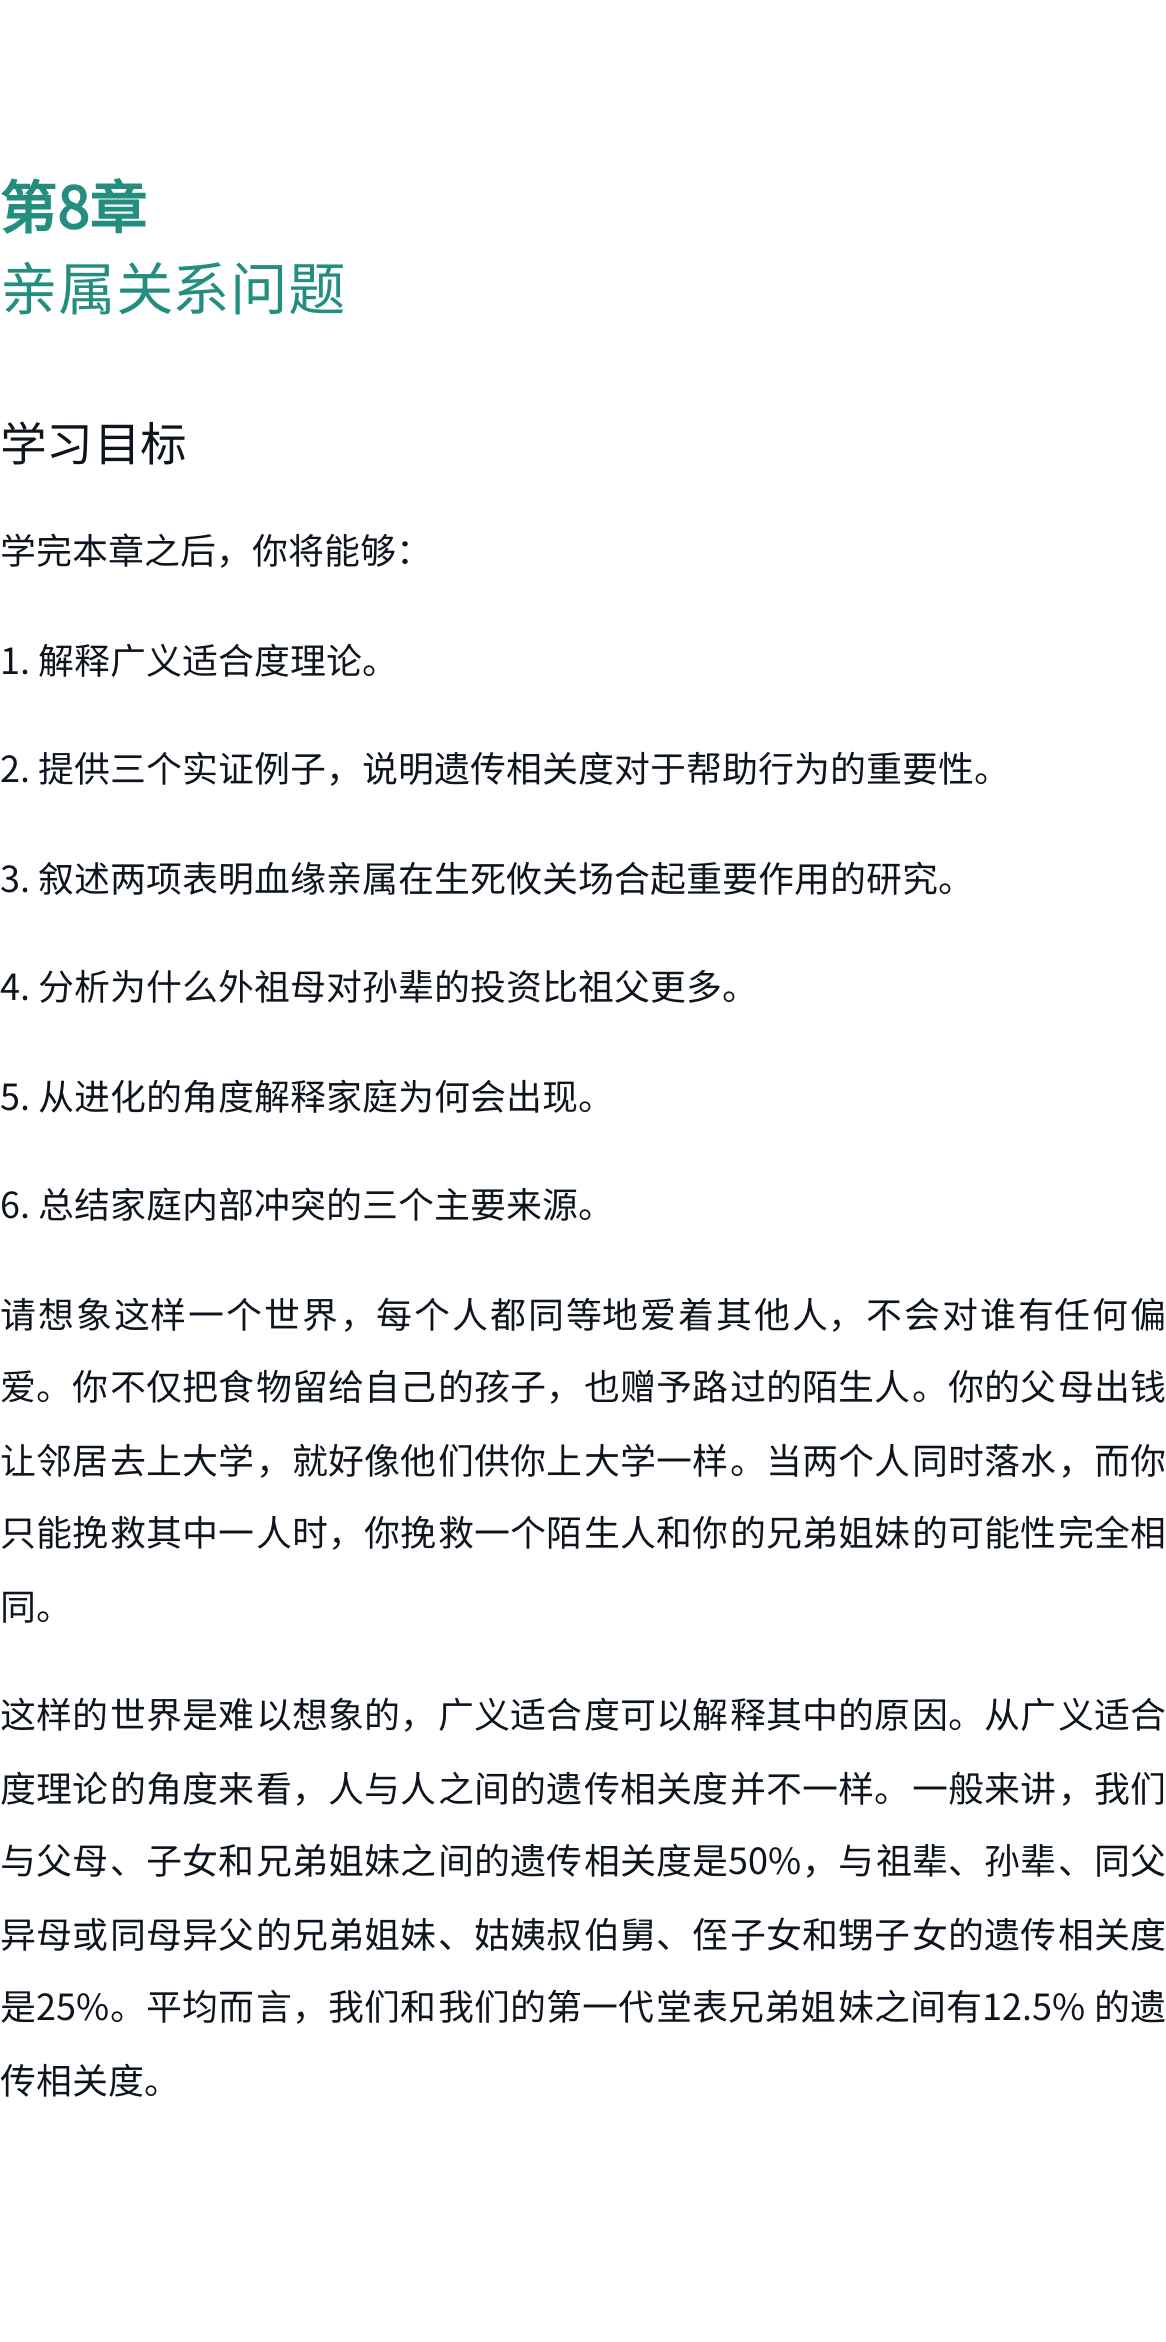 第8章
亲属关系问题
学习目标
学完本章之后，你将能够：
1. 解释广义适合度理论。
2. 提供三个实证例子，说明遗传相关度对于帮助行为的重要性。
3. 叙述两项表明血缘亲属在生死攸关场合起重要作用的研究。
4. 分析为什么外祖母对孙辈的投资比祖父更多。
5. 从进化的角度解释家庭为何会出现。
6. 总结家庭内部冲突的三个主要来源。
请想象这样一个世界，每个人都同等地爱着其他人，不会对谁有任何偏
爱。你不仅把食物留给自己的孩子，也赠予路过的陌生人。你的父母出钱
让邻居去上大学，就好像他们供你上大学一样。当两个人同时落水，而你
只能挽救其中一人时，你挽救一个陌生人和你的兄弟姐妹的可能性完全相
同。
这样的世界是难以想象的，广义适合度可以解释其中的原因。从广义适合
度理论的角度来看，人与人之间的遗传相关度并不一样。一般来讲，我们
与父母、子女和兄弟姐妹之间的遗传相关度是50%，与祖辈、孙辈、同父
异母或同母异父的兄弟姐妹、姑姨叔伯舅、侄子女和甥子女的遗传相关度
是25%。平均而言，我们和我们的第一代堂表兄弟姐妹之间有12.5% 的遗
传相关度。